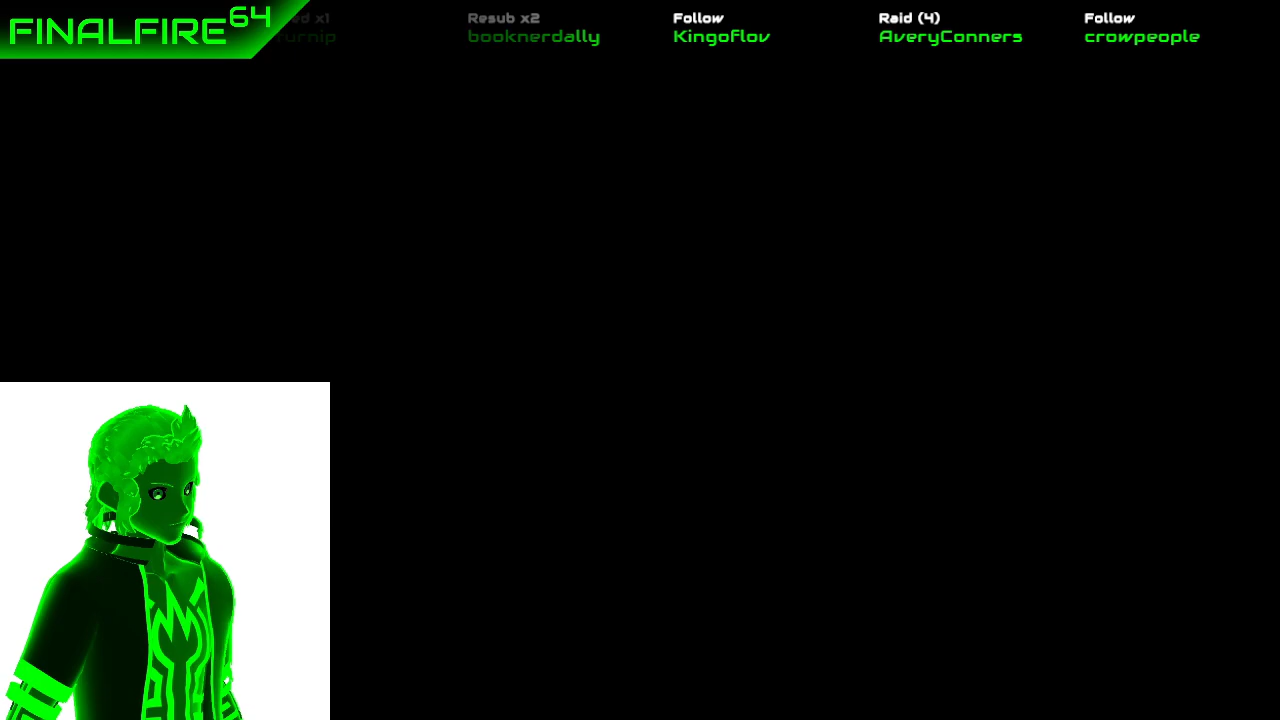 FINALFIRE64
Resub x2
booknerdally
Follow
KingoFlov
Raid (4)
AveryConners
Follow
crowpeople